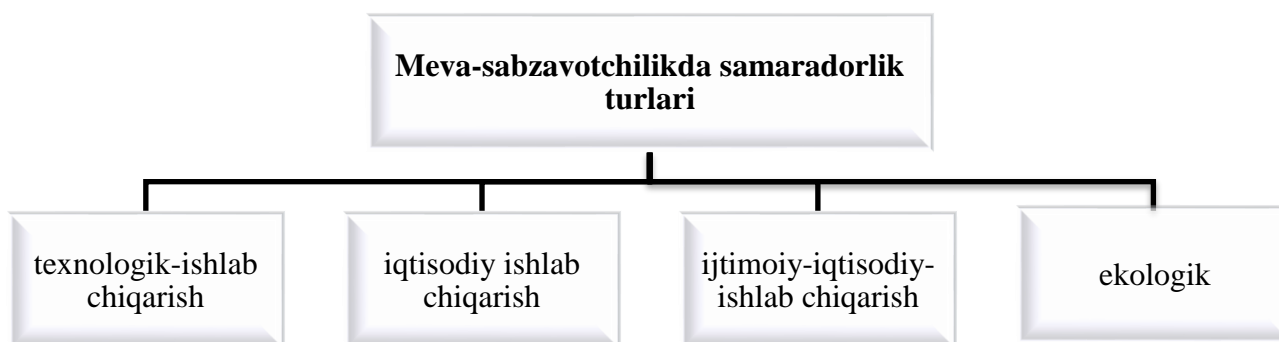 Meva-sabzavotchilikda samaradorlik
turlari
texnologik-ishlab
chiqarish
iqtisodiy ishlab
chiqarish
ijtimoiy-iqtisodiy-
ishlab chiqarish
ekologik